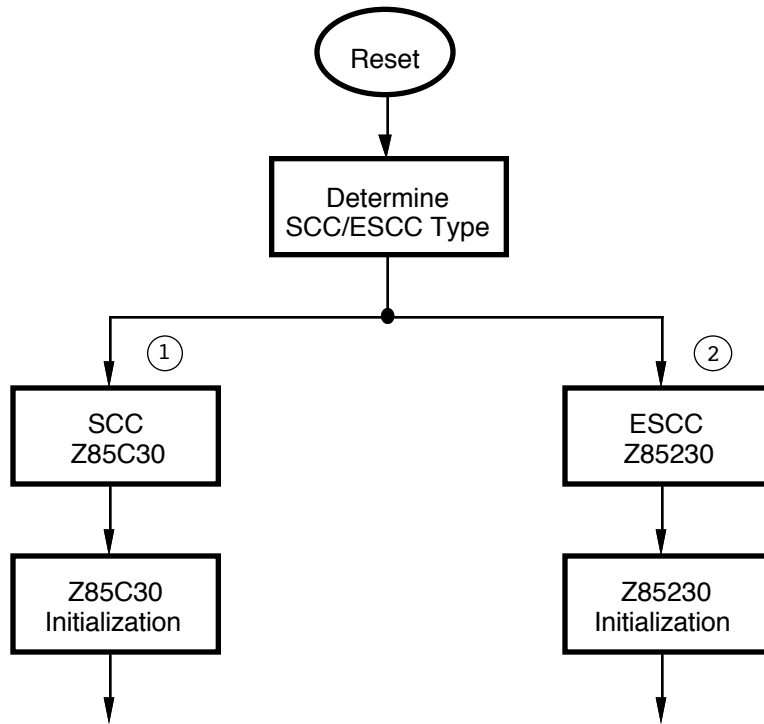 Reset
Determine
SCC/ESCC Type
1
2
SCC
Z85C30
ESCC
Z85230
Z85C30
Initialization
Z85230
Initialization